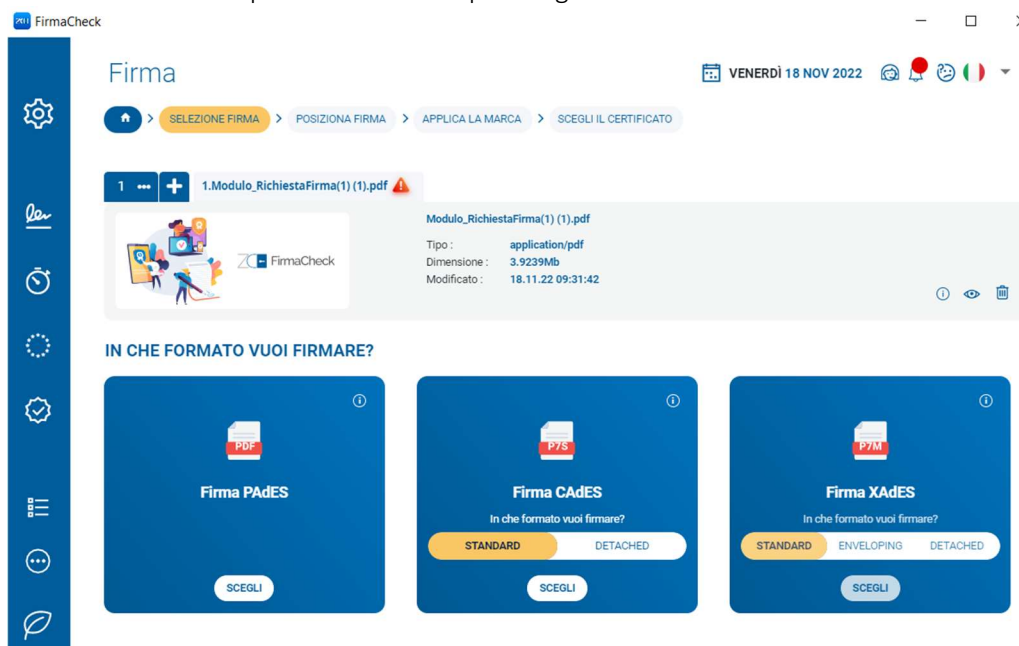 FirmaCheck
Firma
VENERDÌ 18 NOV 2022
> SELEZIONE FIRMA > POSIZIONA FIRMA > APPLICA LA MARCA > SCEGLI IL CERTIFICATO
1 ••• + 1.Modulo_RichiestaFirma(1) (1).pdf
FirmaCheck
Modulo_RichiestaFirma(1) (1).pdf
Tipo : application/pdf
Dimensione : 3.9239Mb
Modificato : 18.11.22 09:31:42
IN CHE FORMATO VUOI FIRMARE?
PDF
Firma PAdES
SCEGLI
P7S
Firma CAdES
In che formato vuoi firmare?
STANDARD DETACHED
SCEGLI
P7M
Firma XAdES
In che formato vuoi firmare?
STANDARD ENVELOPING DETACHED
SCEGLI